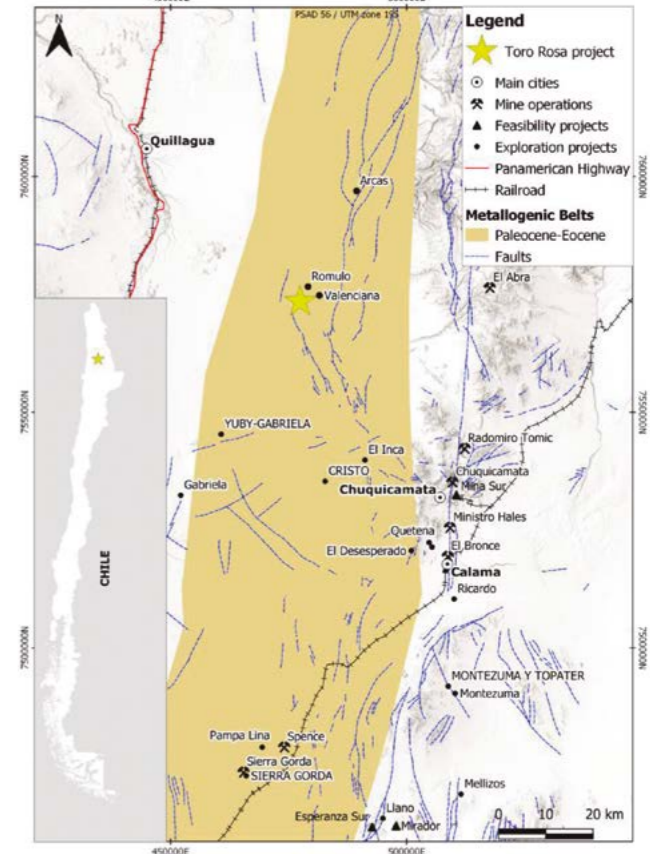 PSAD 56 / UTM zone 19S
N
Legend
Toro Rosa project
Main cities
Mine operations
Feasibility projects
Exploration projects
Panamerican Highway
Railroad
Metallogenic Belts
Paleocene-Eocene
Faults
Quillagua
7600000N
7600000N
Arcas
El Abra
Romulo
Valenciana
7550000N
7550000N
YUBY-GABRIELA
Radomiro Tomic
El Inca
CRISTO
Chuquicamata
Gabriela
Chuquicamata
Mina Sur
Ministro Hales
Quetena
El Bronce
El Desesperado
Calama
CHILE
Ricardo
7500000N
7500000N
MONTEZUMA Y TOPATER
Montezuma
Pampa Lina
Spence
Sierra Gorda
SIERRA GORDA
Mellizos
Llano
Esperanza Sur
Mirador
0
10
20 km
450000E
500000E